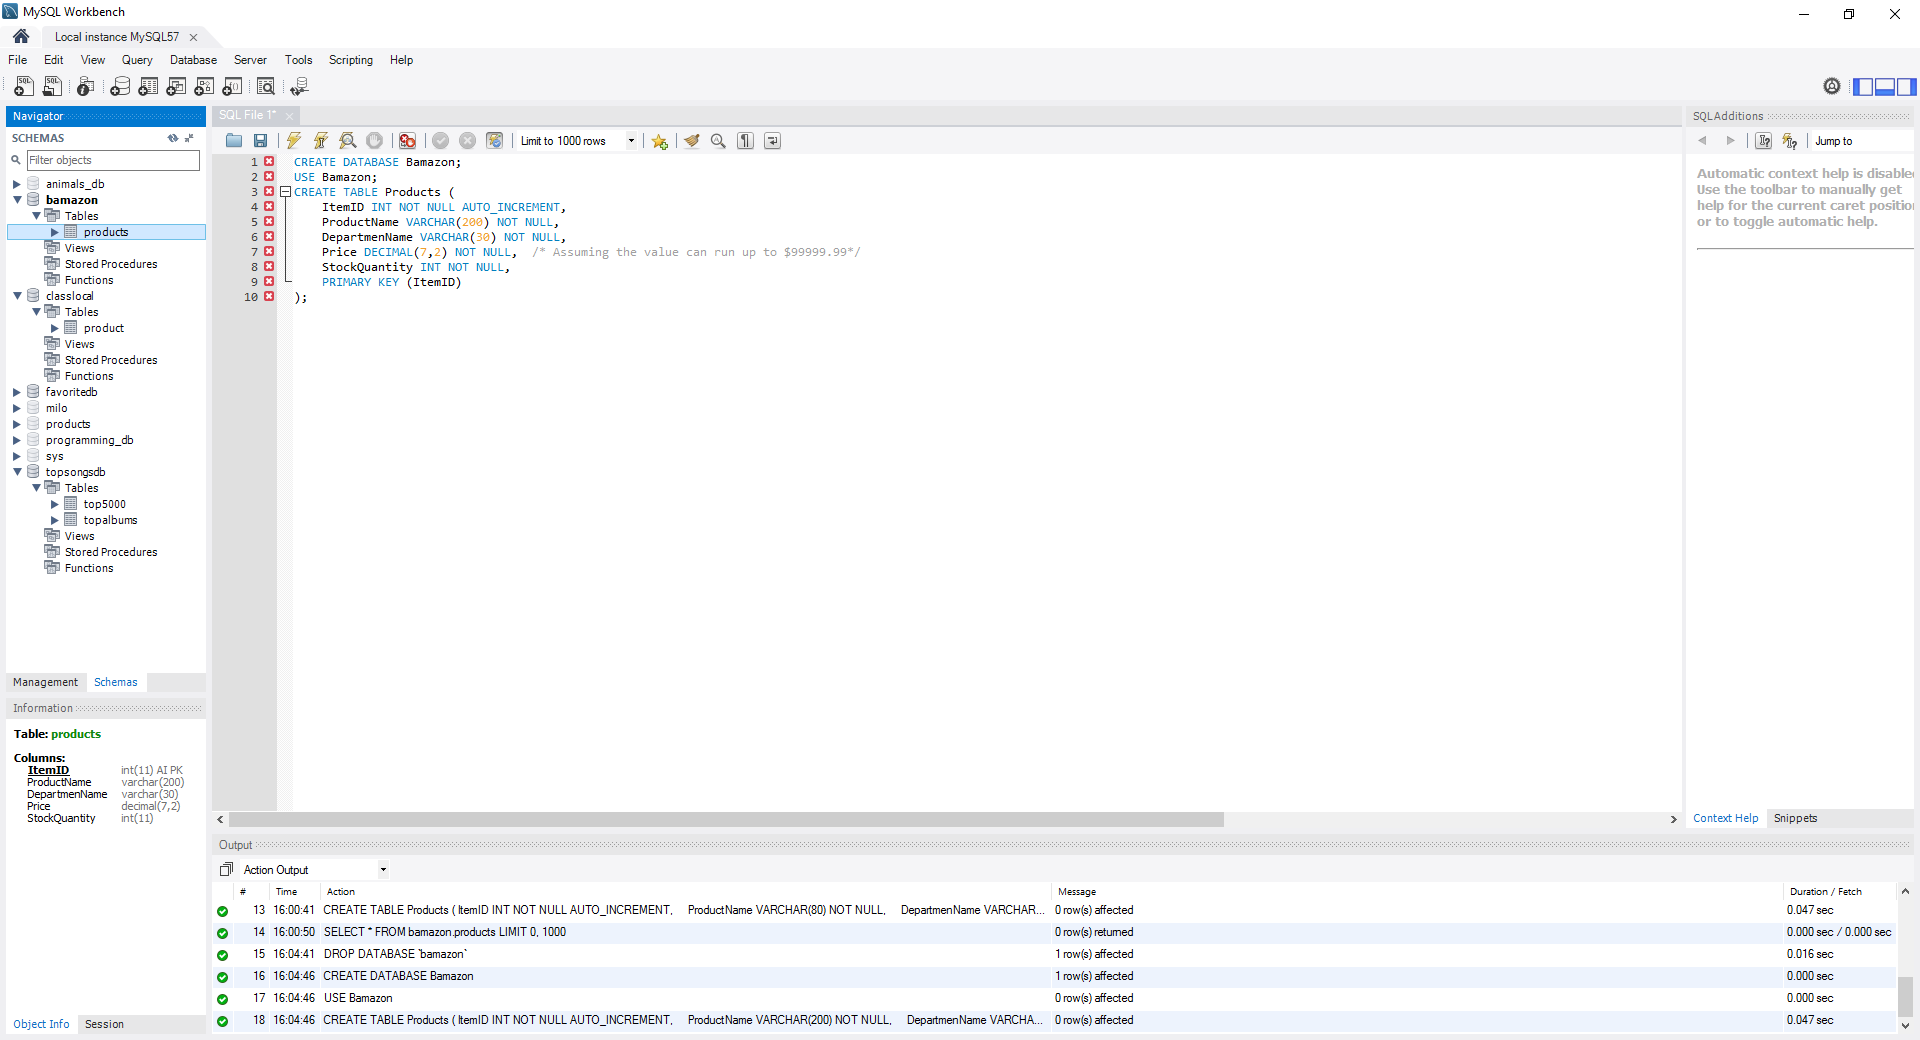 MySQL Workbench
Local instance MySQL57
File Edit View Query Database Server Tools Scripting Help
Navigator
SCHEMAS
Filter objects
animals_db
bamazon
Tables
products
Views
Stored Procedures
Functions
classlocal
Tables
product
Views
Stored Procedures
Functions
favoritedb
milo
products
programming_db
sys
topsongsdb
Tables
top5000
topalbums
Views
Stored Procedures
Functions
Management Schemas
Information
Table: products
Columns:
ItemID int(11) AI PK
ProductName varchar(200)
DepartmenName varchar(30)
Price decimal(7,2)
StockQuantity int(11)
Object Info Session
SQL File 1*
Limit to 1000 rows
1 CREATE DATABASE Bamazon;
2 USE Bamazon;
3 CREATE TABLE Products (
4 ItemID INT NOT NULL AUTO_INCREMENT,
5 ProductName VARCHAR(200) NOT NULL,
6 DepartmenName VARCHAR(30) NOT NULL,
7 Price DECIMAL(7,2) NOT NULL, /* Assuming the value can run up to $99999.99*/
8 StockQuantity INT NOT NULL,
9 PRIMARY KEY (ItemID)
10 );
SQLAdditions
Jump to
Automatic context help is disabled
Use the toolbar to manually get
help for the current caret position
or to toggle automatic help.
Context Help Snippets
Output
Action Output
# Time Action Message Duration / Fetch
13 16:00:41 CREATE TABLE Products ( ItemID INT NOT NULL AUTO_INCREMENT, ProductName VARCHAR(80) NOT NULL, DepartmenName VARCHAR... 0 row(s) affected 0.047 sec
14 16:00:50 SELECT * FROM bamazon.products LIMIT 0, 1000 0 row(s) returned 0.000 sec / 0.000 sec
15 16:04:41 DROP DATABASE `bamazon` 1 row(s) affected 0.016 sec
16 16:04:46 CREATE DATABASE Bamazon 1 row(s) affected 0.000 sec
17 16:04:46 USE Bamazon 0 row(s) affected 0.000 sec
18 16:04:46 CREATE TABLE Products ( ItemID INT NOT NULL AUTO_INCREMENT, ProductName VARCHAR(200) NOT NULL, DepartmenName VARCHA... 0 row(s) affected 0.047 sec